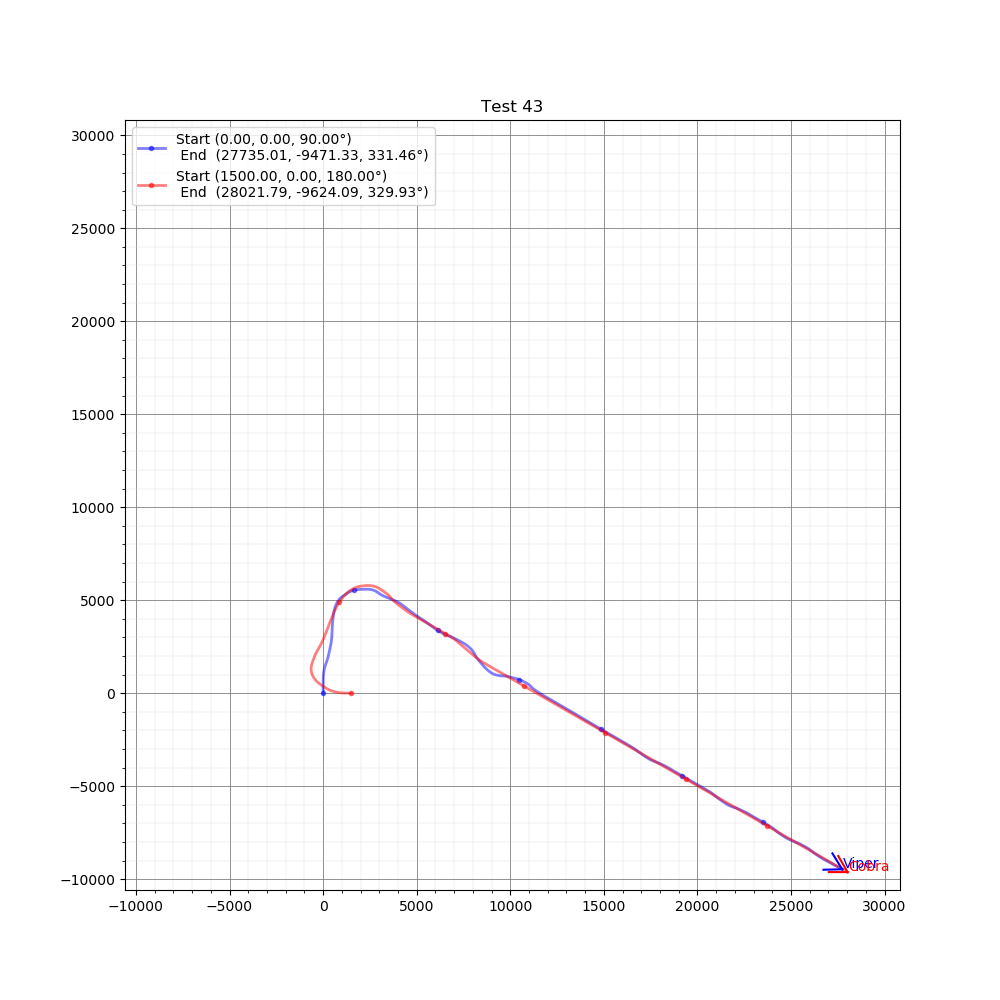 Test 43
Start (0.00, 0.00, 90.00°)
End (27735.01, -9471.33, 331.46°)
Start (1500.00, 0.00, 180.00°)
End (28021.79, -9624.09, 329.93°)
30000
25000
20000
15000
10000
5000
0
−5000
−10000
Viper
Cobra
−10000 −5000 0 5000 10000 15000 20000 25000 30000